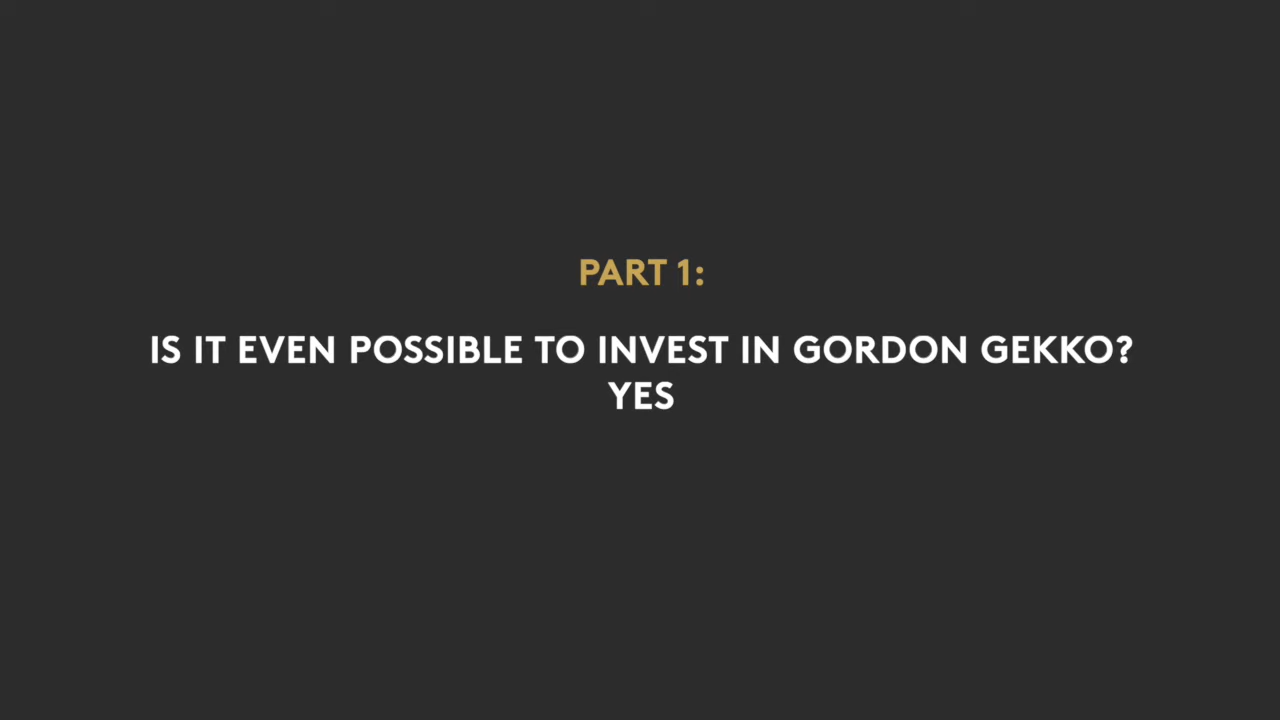 PART 1:
IS IT EVEN POSSIBLE TO INVEST IN GORDON GEKKO?
YES